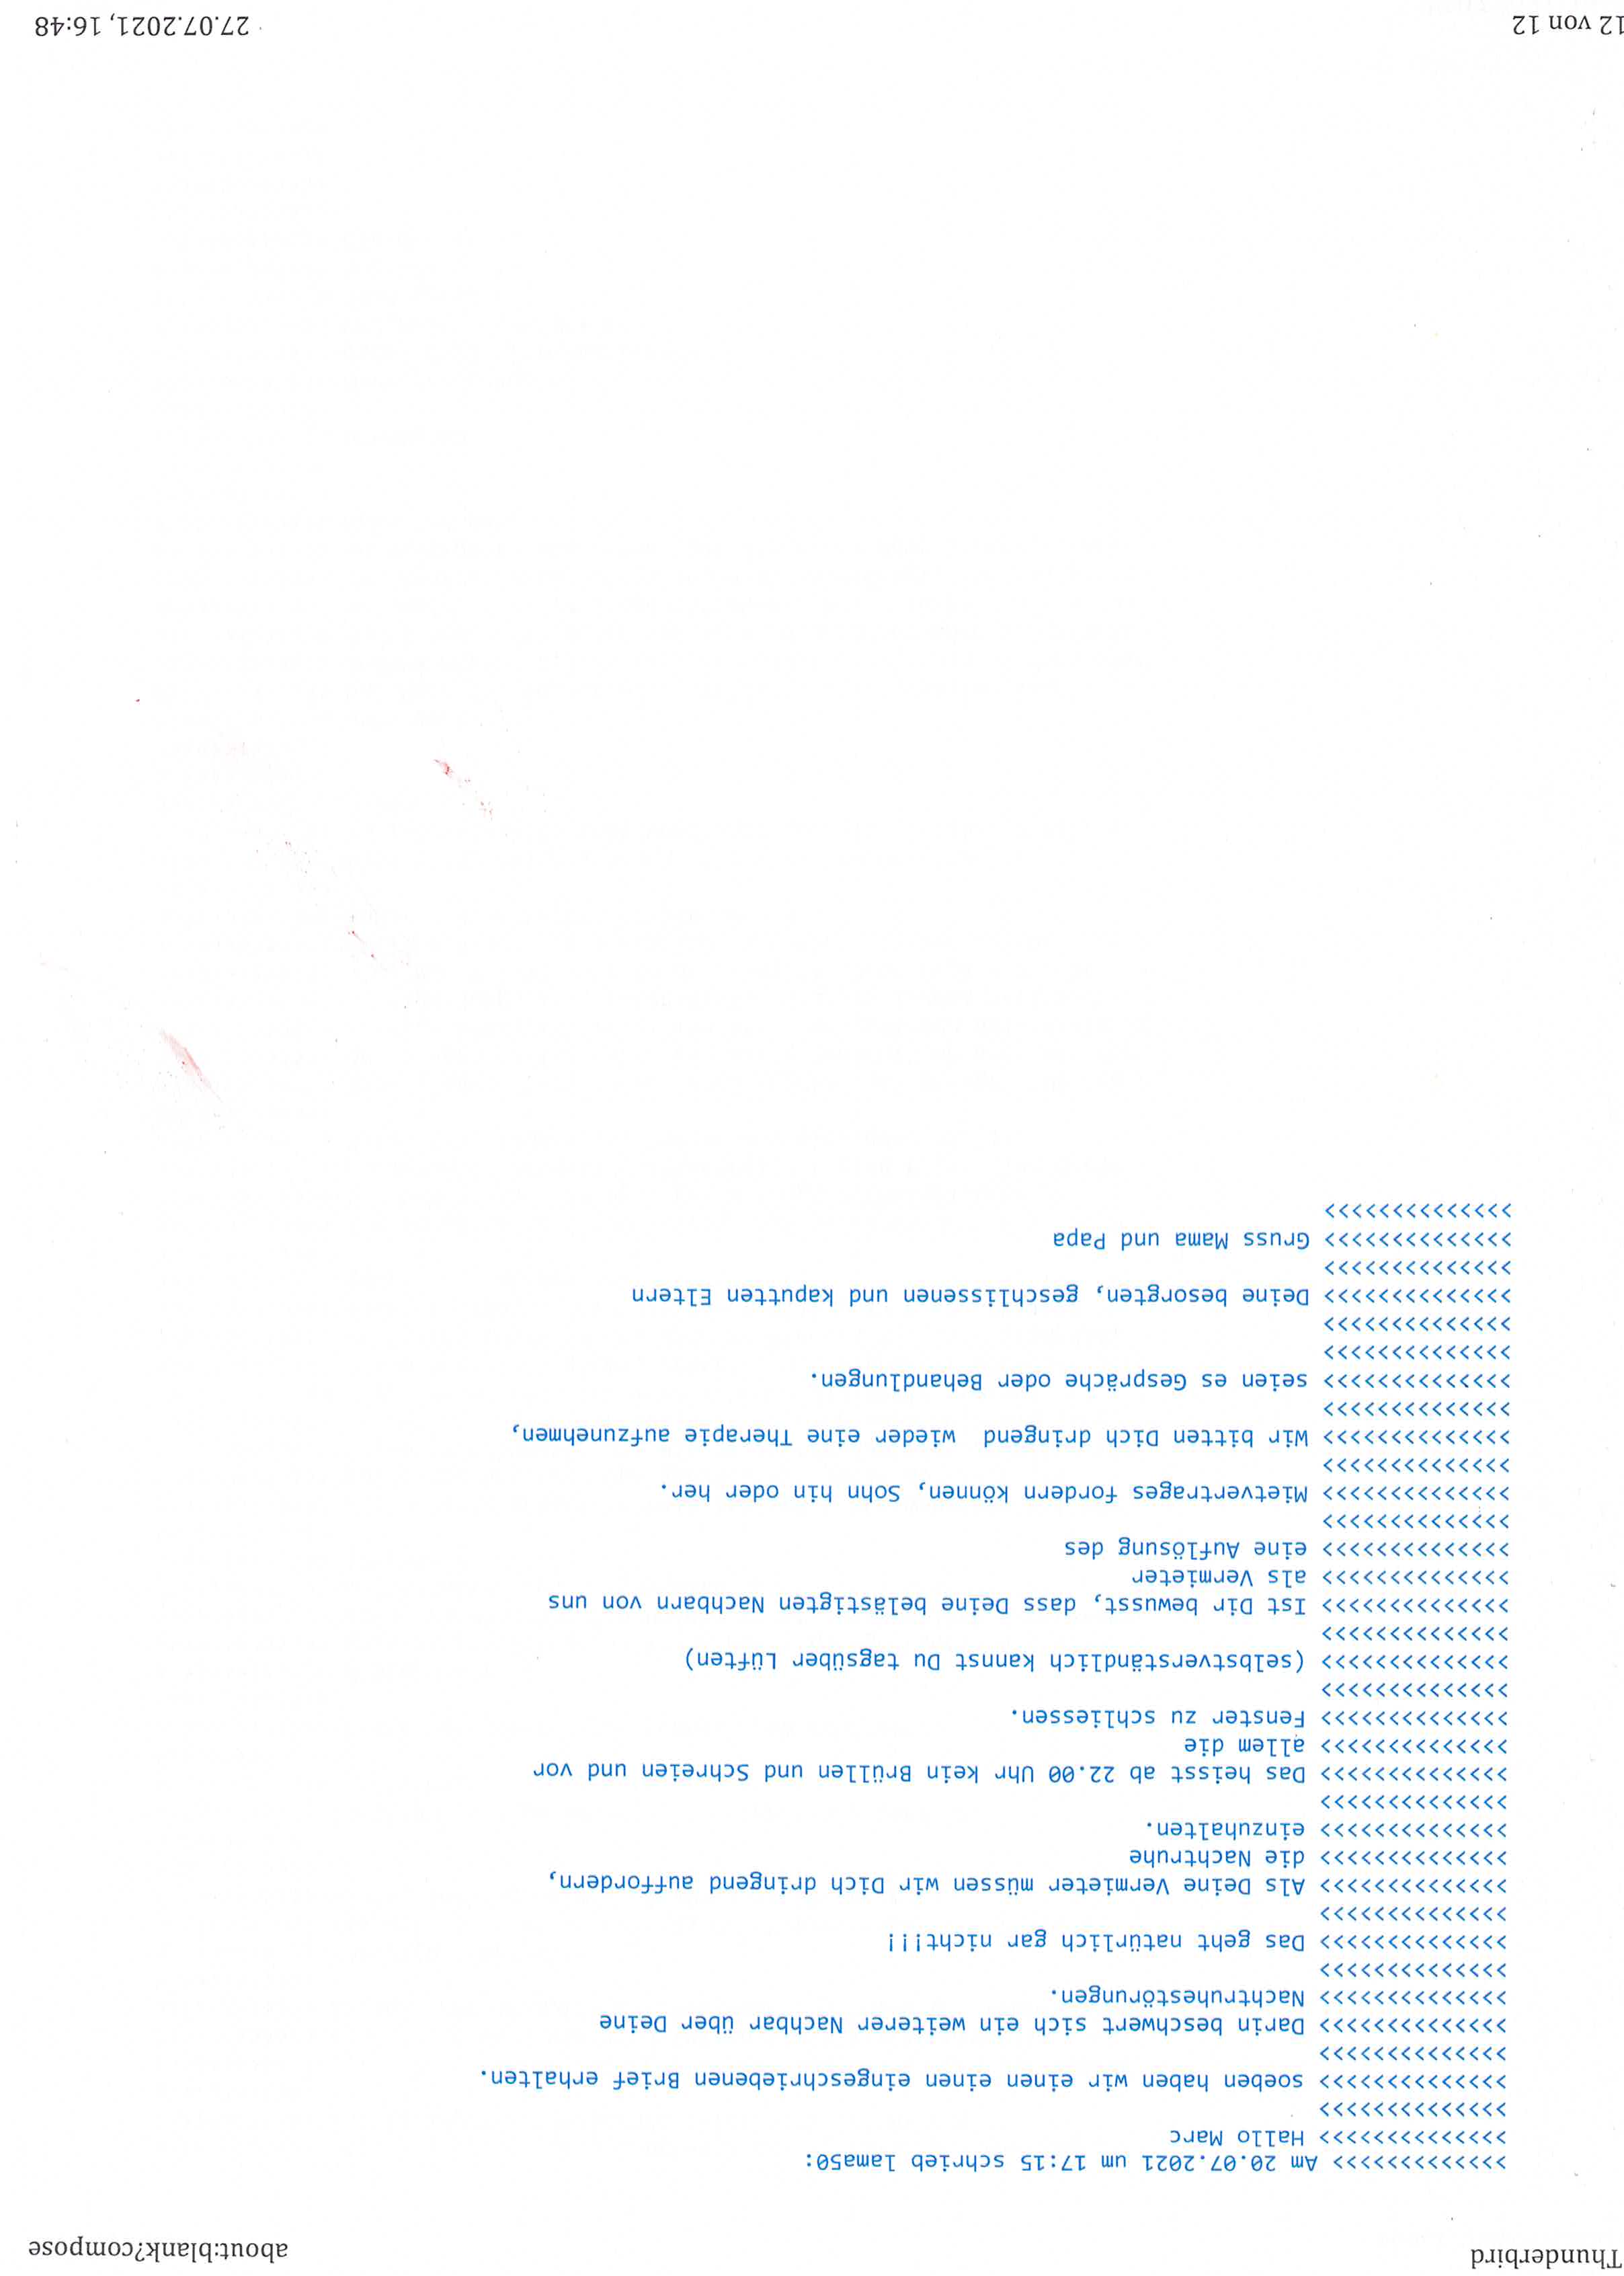 Thunderbird
about:blank?compose
>>>>>>>>>>>>> Am 20.07.2021 um 17:15 schrieb lama50:
>>>>>>>>>>>>>> Hallo Marc
>>>>>>>>>>>>>>
>>>>>>>>>>>>>> soeben haben wir einen einen eingeschriebenen Brief erhalten.
>>>>>>>>>>>>>>
>>>>>>>>>>>>>> Darin beschwert sich ein weiterer Nachbar über Deine
>>>>>>>>>>>>>> Nachtruhestörungen.
>>>>>>>>>>>>>>
>>>>>>>>>>>>>> Das geht natürlich gar nicht!!!
>>>>>>>>>>>>>>
>>>>>>>>>>>>>> Als Deine Vermieter müssen wir Dich dringend auffordern,
>>>>>>>>>>>>>> die Nachtruhe
>>>>>>>>>>>>>> einzuhalten.
>>>>>>>>>>>>>>
>>>>>>>>>>>>>> Das heisst ab 22.00 Uhr kein Brüllen und Schreien und vor
>>>>>>>>>>>>>> allem die
>>>>>>>>>>>>>> Fenster zu schliessen.
>>>>>>>>>>>>>>
>>>>>>>>>>>>>> (selbstverständlich kannst Du tagsüber Lüften)
>>>>>>>>>>>>>>
>>>>>>>>>>>>>> Ist Dir bewusst, dass Deine belästigten Nachbarn von uns
>>>>>>>>>>>>>> als Vermieter
>>>>>>>>>>>>>> eine Auflösung des
>>>>>>>>>>>>>>
>>>>>>>>>>>>>> Mietvertrages fordern können, Sohn hin oder her.
>>>>>>>>>>>>>>
>>>>>>>>>>>>>> Wir bitten Dich dringend  wieder eine Therapie aufzunehmen,
>>>>>>>>>>>>>>
>>>>>>>>>>>>>> seien es Gespräche oder Behandlungen.
>>>>>>>>>>>>>>
>>>>>>>>>>>>>>
>>>>>>>>>>>>>> Deine besorgten, geschlissenen und kaputten Eltern
>>>>>>>>>>>>>>
>>>>>>>>>>>>>> Gruss Mama und Papa
>>>>>>>>>>>>>>
12 von 12
27.07.2021, 16:48